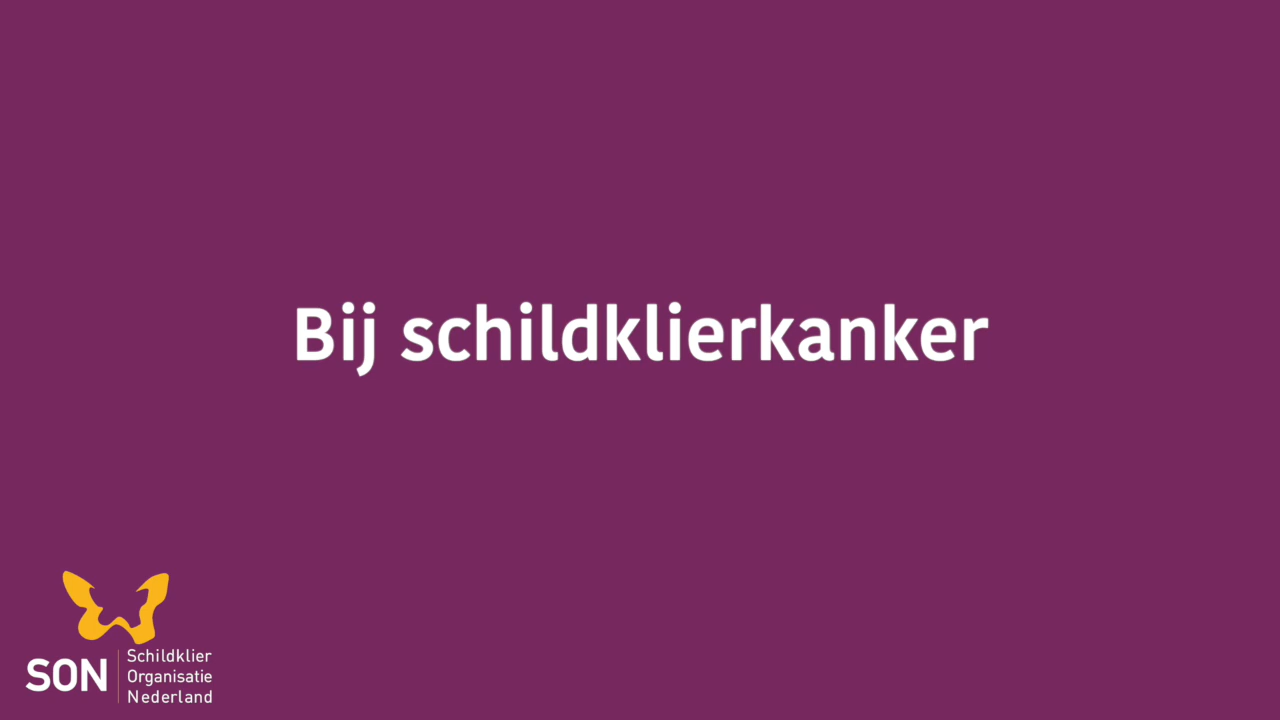 Bij schildklierkanker
SON
Schildklier
Organisatie
Nederland